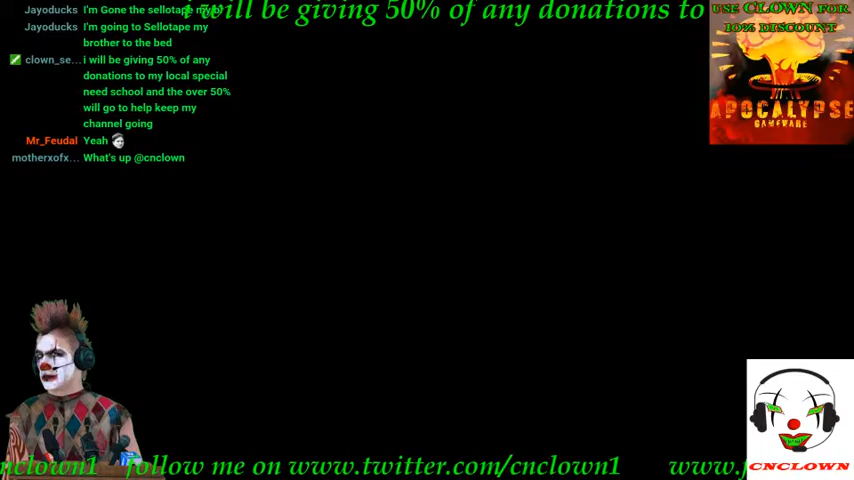 i will be giving 50% of any donations to
Jayoducks I'm Gone the sellotape my
Jayoducks I'm going to Sellotape my
brother to the bed
clown_se... i will be giving 50% of any
donations to my local special
need school and the over 50%
will go to help keep my
channel going
Mr_Feudal Yeah
motherxofx... What's up @cnclown
USE CLOWN FOR
10% DISCOUNT
APOCALYPSE
GAMEWARE
CNCLOWN
nclown1 follow me on www.twitter.com/cnclown1 www.f